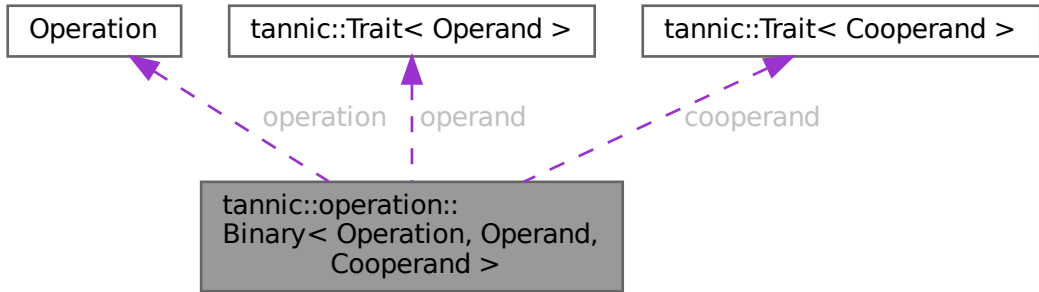 Operation
tannic::Trait< Operand >
tannic::Trait< Cooperand >
operation
operand
cooperand
tannic::operation::
Binary< Operation, Operand,
Cooperand >